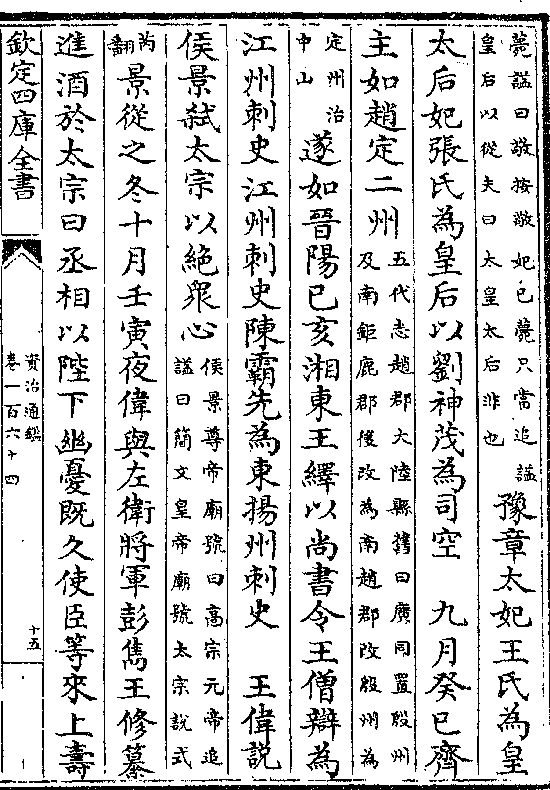 薨諡曰敬按敬妃已薨只當追諡
皇后以從夫曰太皇太后非也
豫章太妃王氏為皇
太后妃張氏為皇后以劉神茂為司空　九月癸巳齊
主如趙定二州
五代志趙郡大陸縣舊曰廣同置殷州
及南鉅鹿郡後改為南趙郡改殷州為
定州治
中山
遂如晉陽己亥湘東王繹以尚書令王僧辯為
江州刺史江州刺史陳霸先為東揚州刺史　王偉説
侯景弑太宗以絶衆心
侯景尊帝廟號曰高宗元帝追
諡曰簡文皇帝廟號太宗説式
芮
翻
景從之冬十月壬寅夜偉與左衛將軍彭雋王修纂
進酒於太宗曰丞相以陛下幽憂既久使臣等來上壽
欽定四庫全書
資治通鑑
卷一百六十四
十五